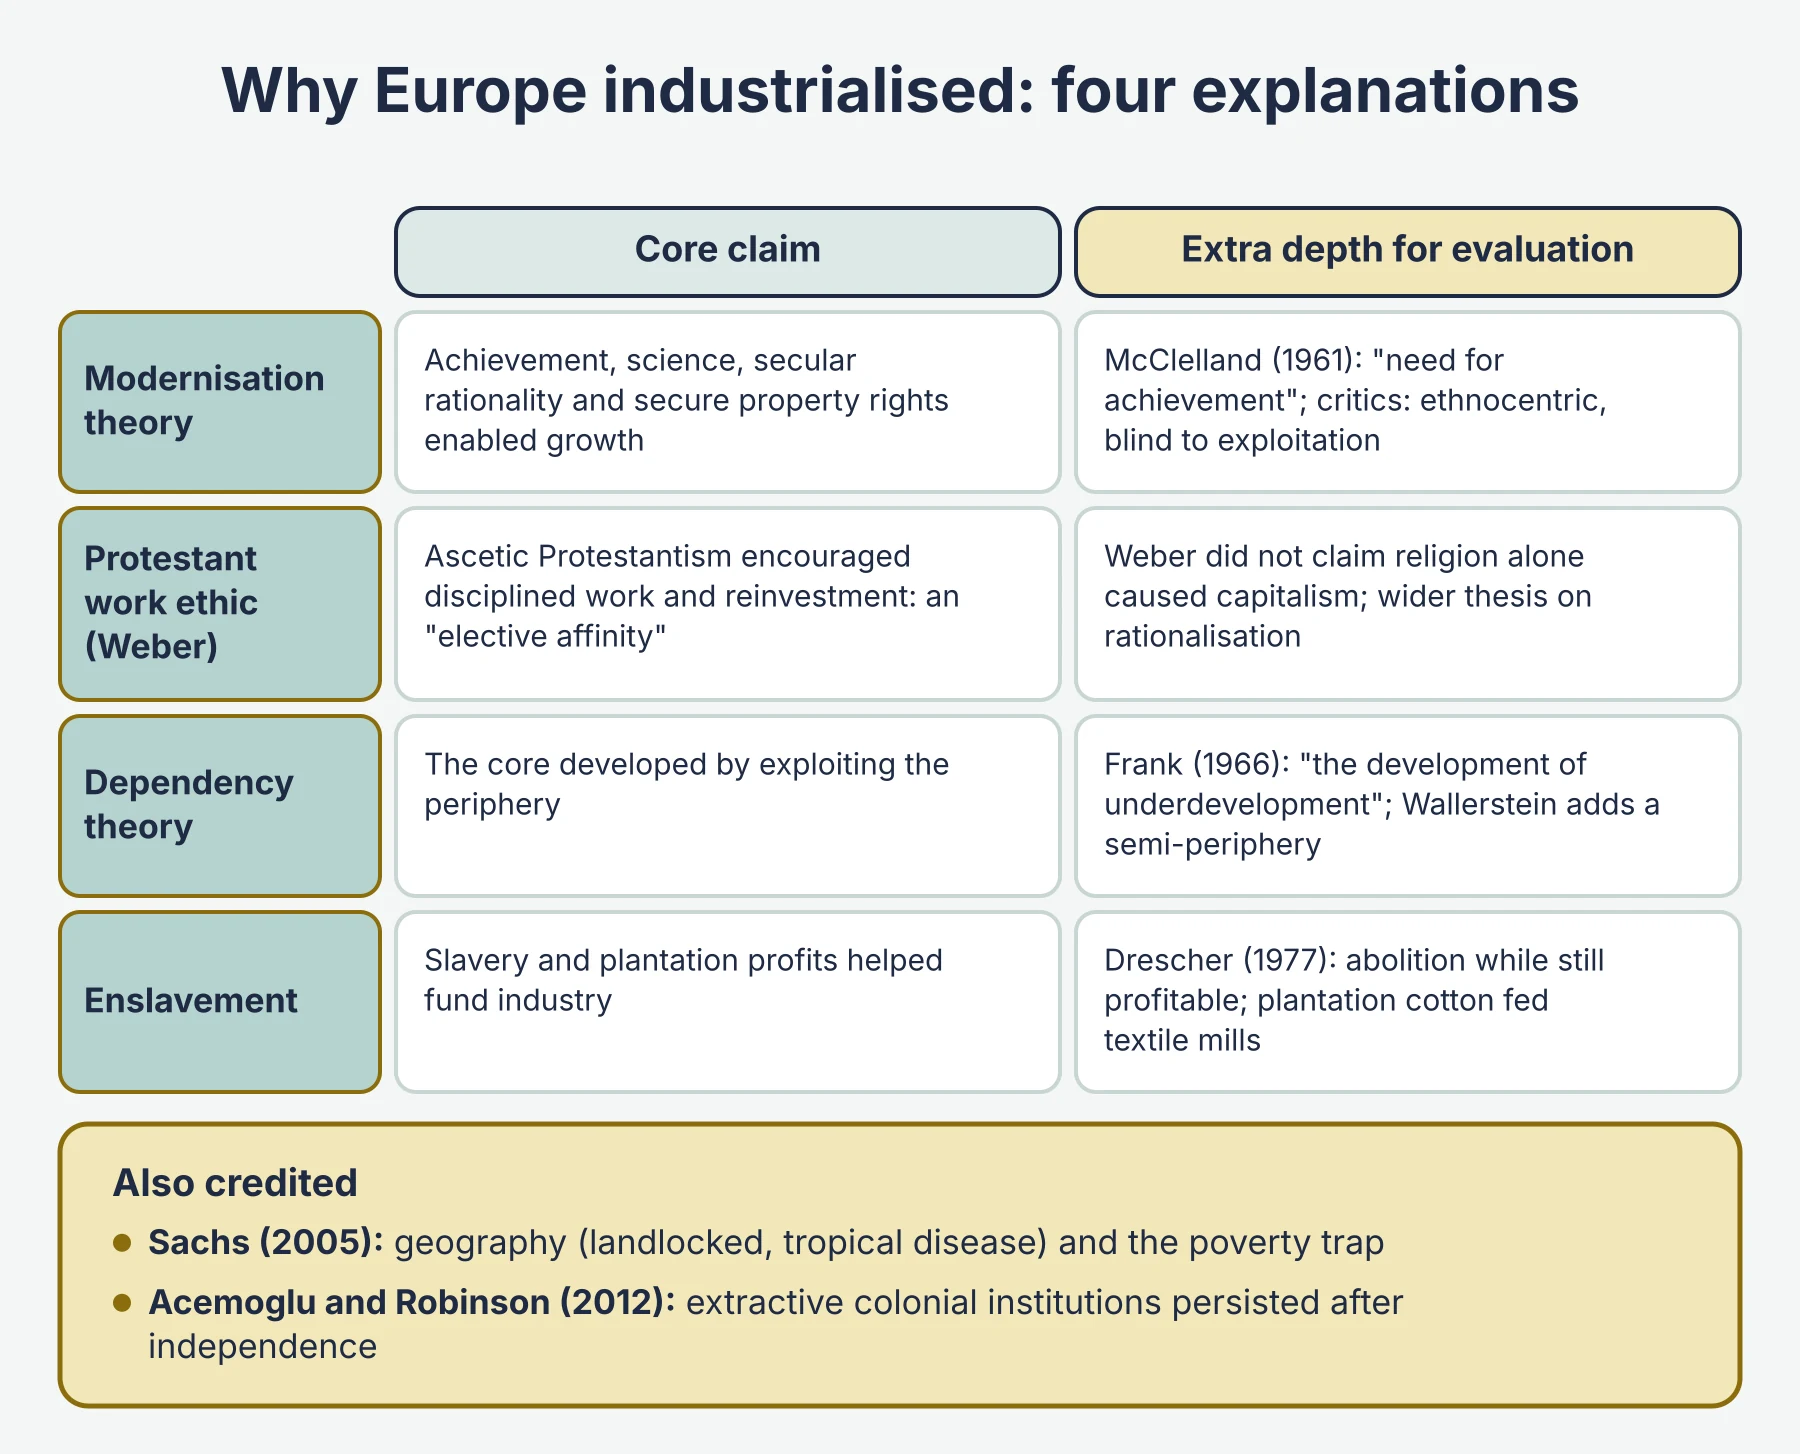 Why Europe industrialised: four explanations
Core claim
Extra depth for evaluation
Modernisation
theory
Achievement, science, secular
rationality and secure property rights
enabled growth
McClelland (1961): "need for
achievement"; critics: ethnocentric,
blind to exploitation
Protestant
work ethic
(Weber)
Ascetic Protestantism encouraged
disciplined work and reinvestment: an
"elective affinity"
Weber did not claim religion alone
caused capitalism; wider thesis on
rationalisation
Dependency
theory
The core developed by exploiting the
periphery
Frank (1966): "the development of
underdevelopment"; Wallerstein adds a
semi-periphery
Enslavement
Slavery and plantation profits helped
fund industry
Drescher (1977): abolition while still
profitable; plantation cotton fed
textile mills
Also credited
Sachs (2005): geography (landlocked, tropical disease) and the poverty trap
Acemoglu and Robinson (2012): extractive colonial institutions persisted after
independence